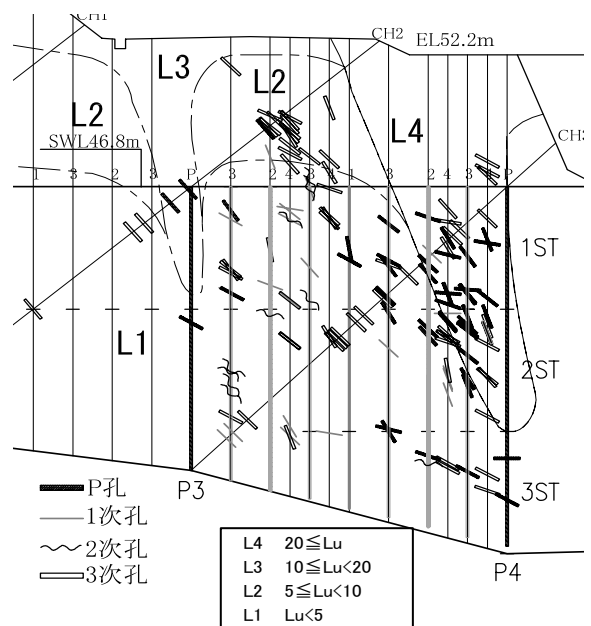 CH1
CH2
EL52.2m
L3
L2
L2
L4
CH3
SWL46.8m
1 3 2 3 P 3 2 4 3 4 1 3 2 4 3 4 P
1ST
L1
2ST
3ST
P孔
P3
1次孔
2次孔
3次孔
P4
L4 20≦Lu
L3 10≦Lu<20
L2 5≦Lu<10
L1 Lu<5